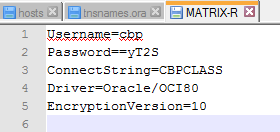 hosts tnsnames.ora MATRIX-R
1 Username=cbp
2 Password==yT2S
3 ConnectString=CBPCLASS
4 Driver=Oracle/OCI80
5 EncryptionVersion=10
6